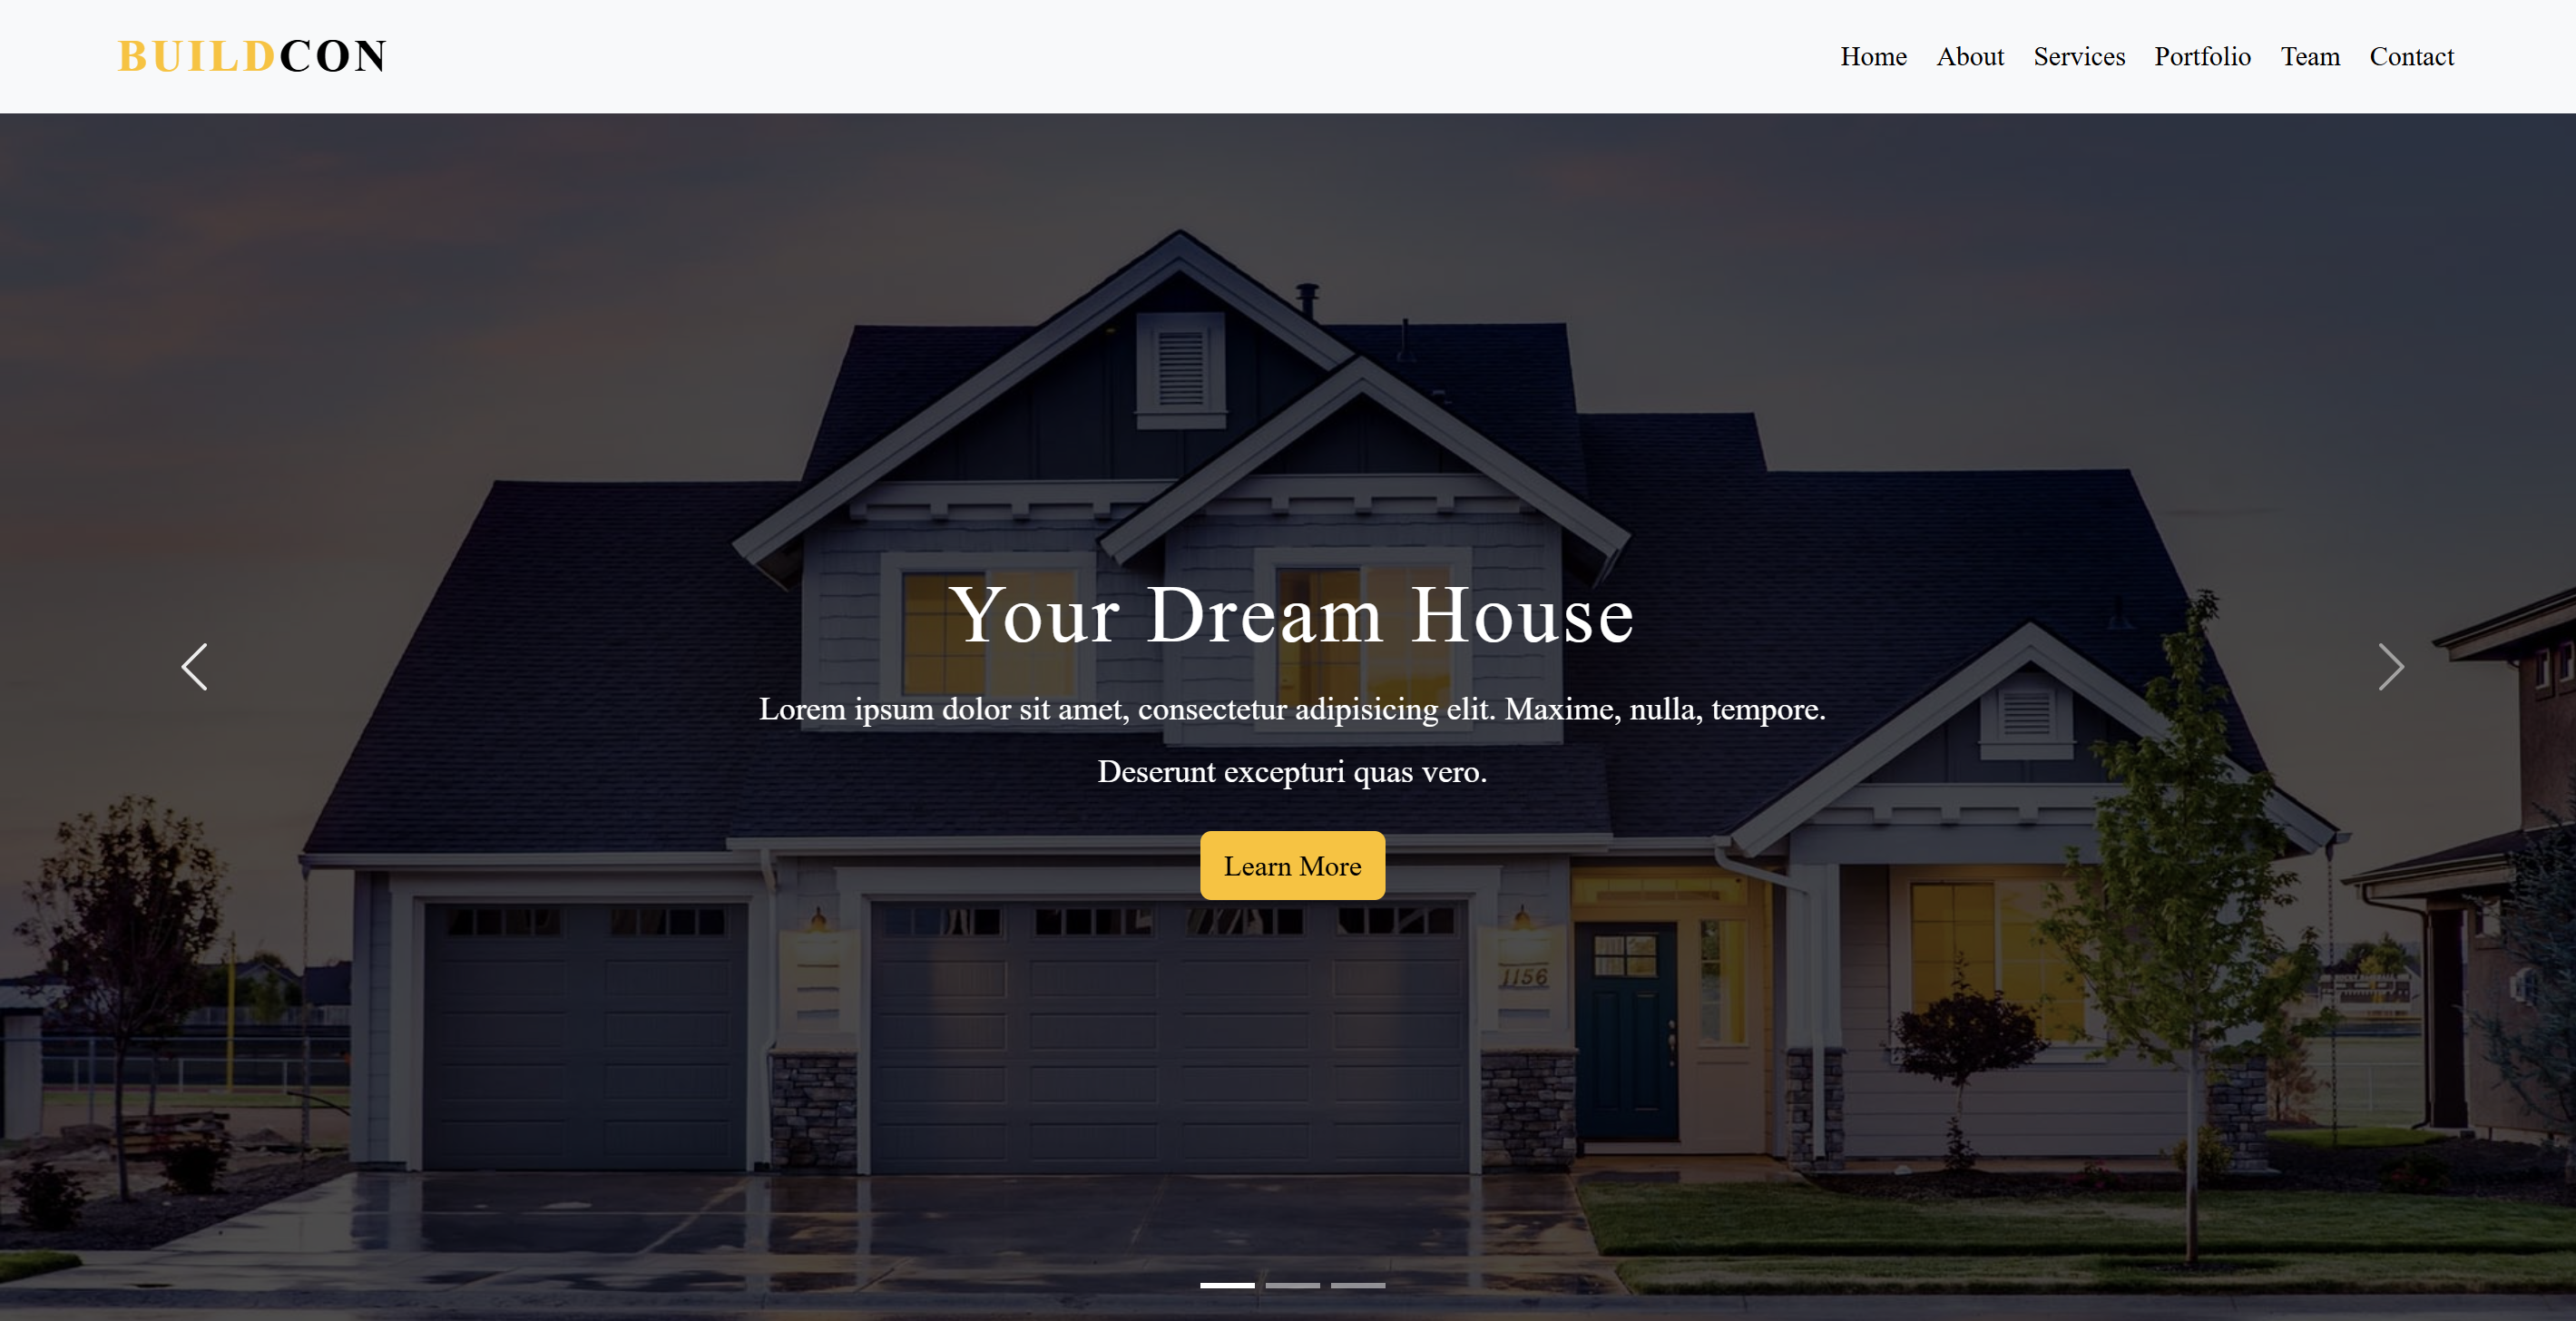 BUILDCON
Home About Services Portfolio Team Contact
Your Dream House
Lorem ipsum dolor sit amet, consectetur adipisicing elit. Maxime, nulla, tempore.
Deserunt excepturi quas vero.
Learn More
1156